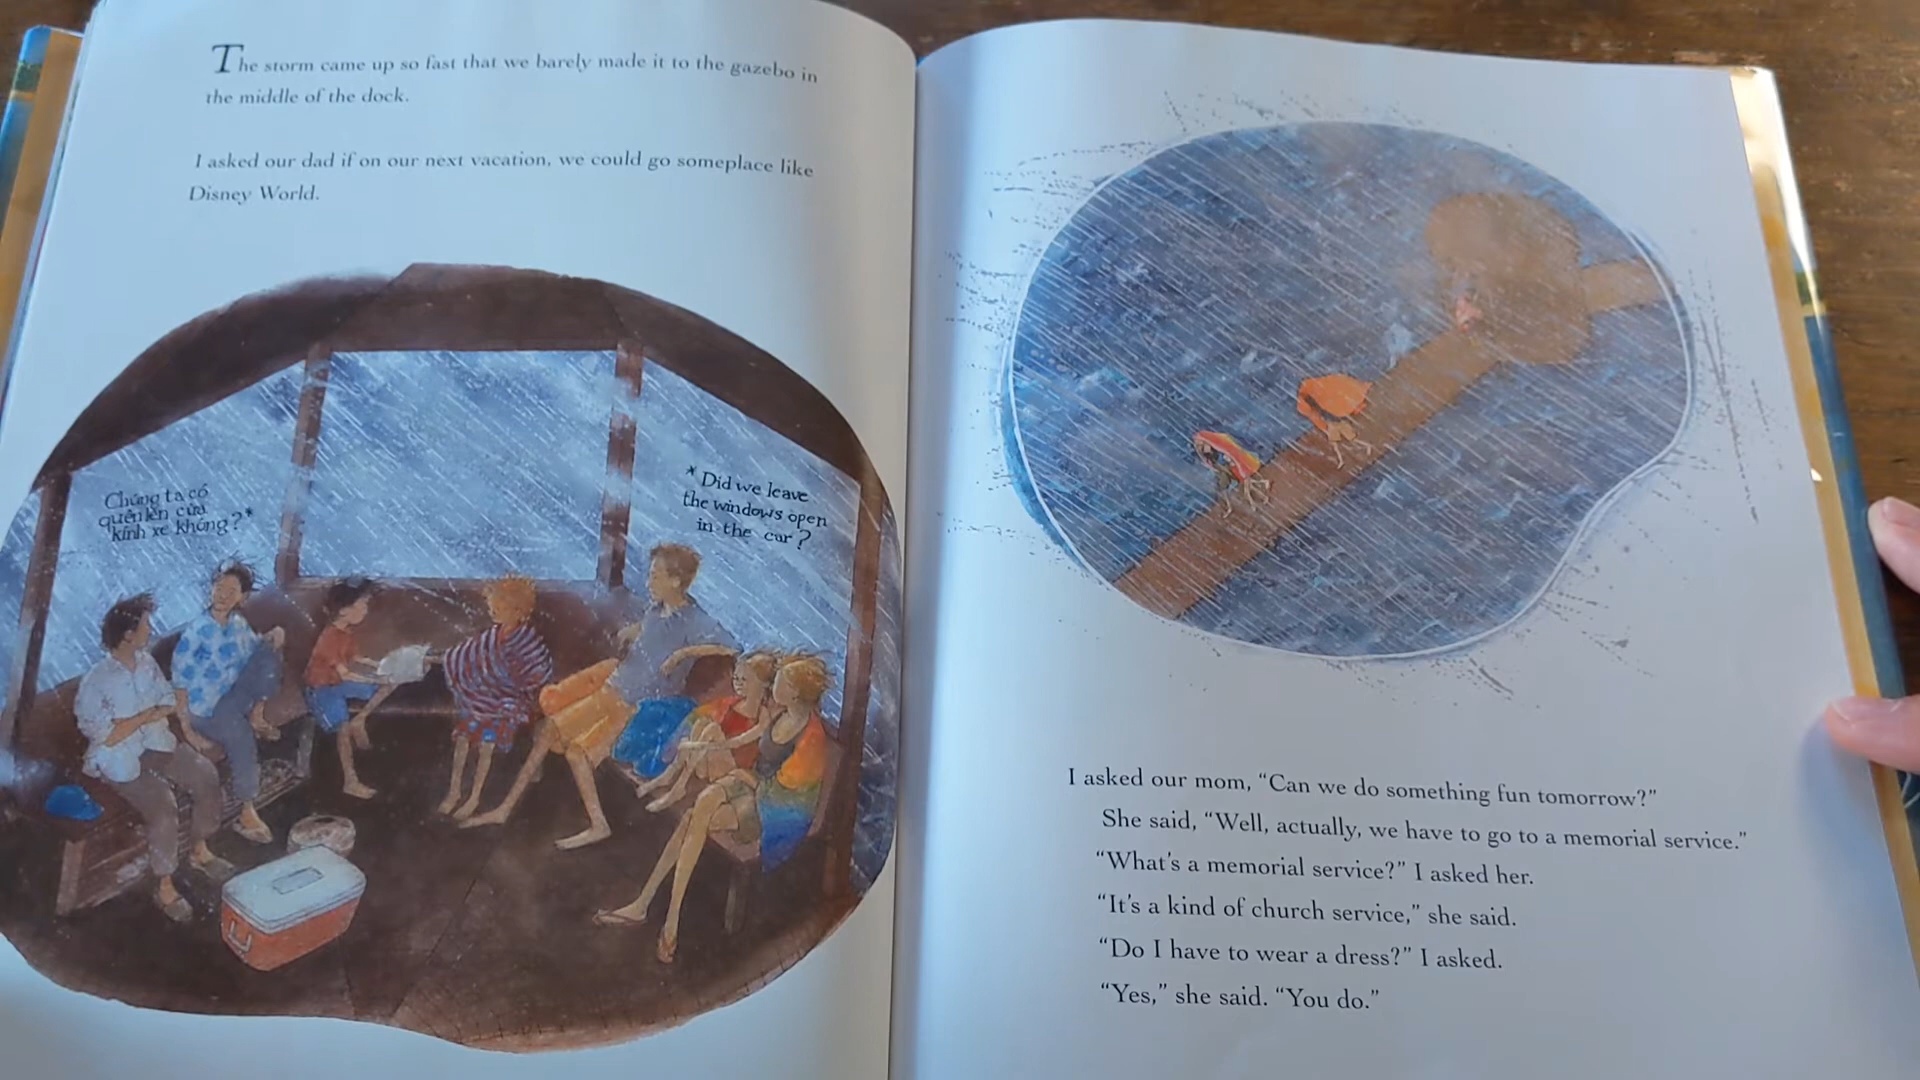 The storm came up so fast that we barely made it to the gazebo in
the middle of the dock.
I asked our dad if on our next vacation, we could go someplace like
Disney World.
Chúng ta có
quên lên cửa
kính xe không?*
* Did we leave
the windows open
in the car?
I asked our mom, “Can we do something fun tomorrow?”
She said, “Well, actually, we have to go to a memorial service.”
“What’s a memorial service?” I asked her.
“It’s a kind of church service,” she said.
“Do I have to wear a dress?” I asked.
“Yes,” she said. “You do.”